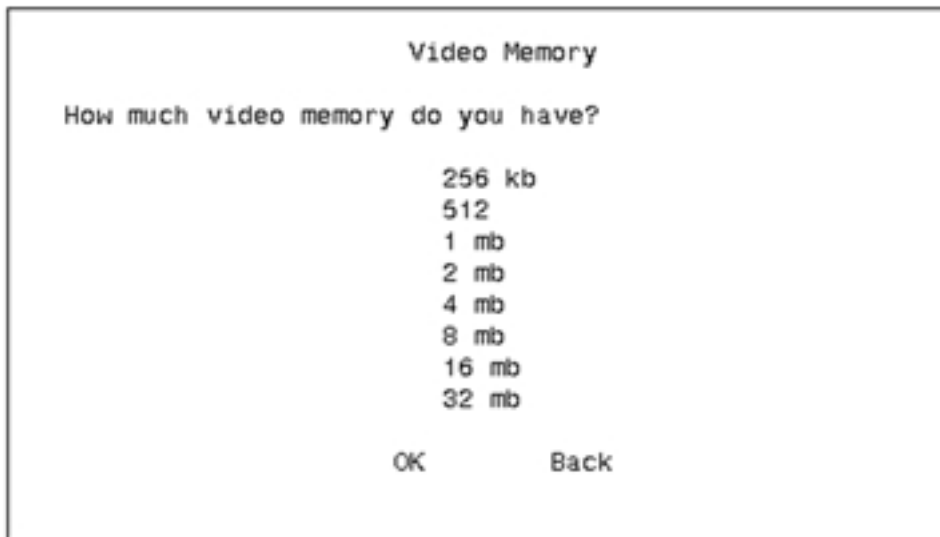 Video Memory
How much video memory do you have?
256 kb
512
1 mb
2 mb
4 mb
8 mb
16 mb
32 mb
OK Back